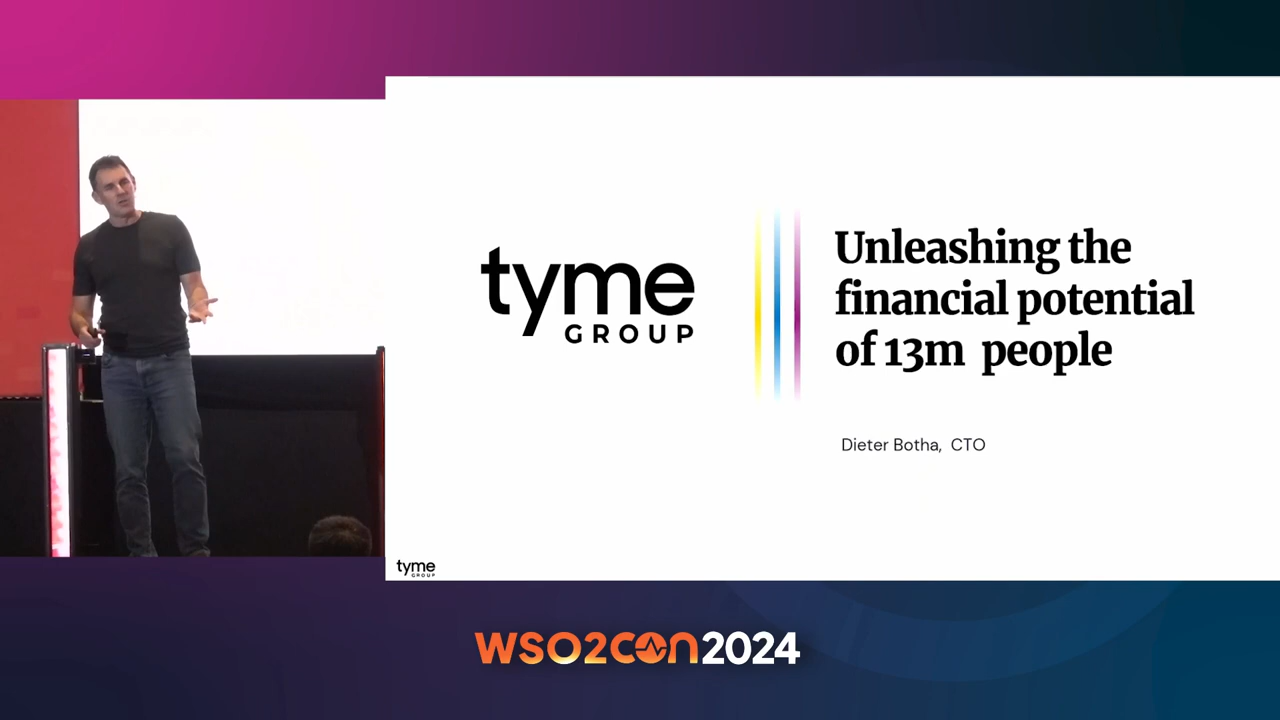 tyme
GROUP
Unleashing the
financial potential
of 13m people
Dieter Botha, CTO
tyme
GROUP
WSO2CON2024